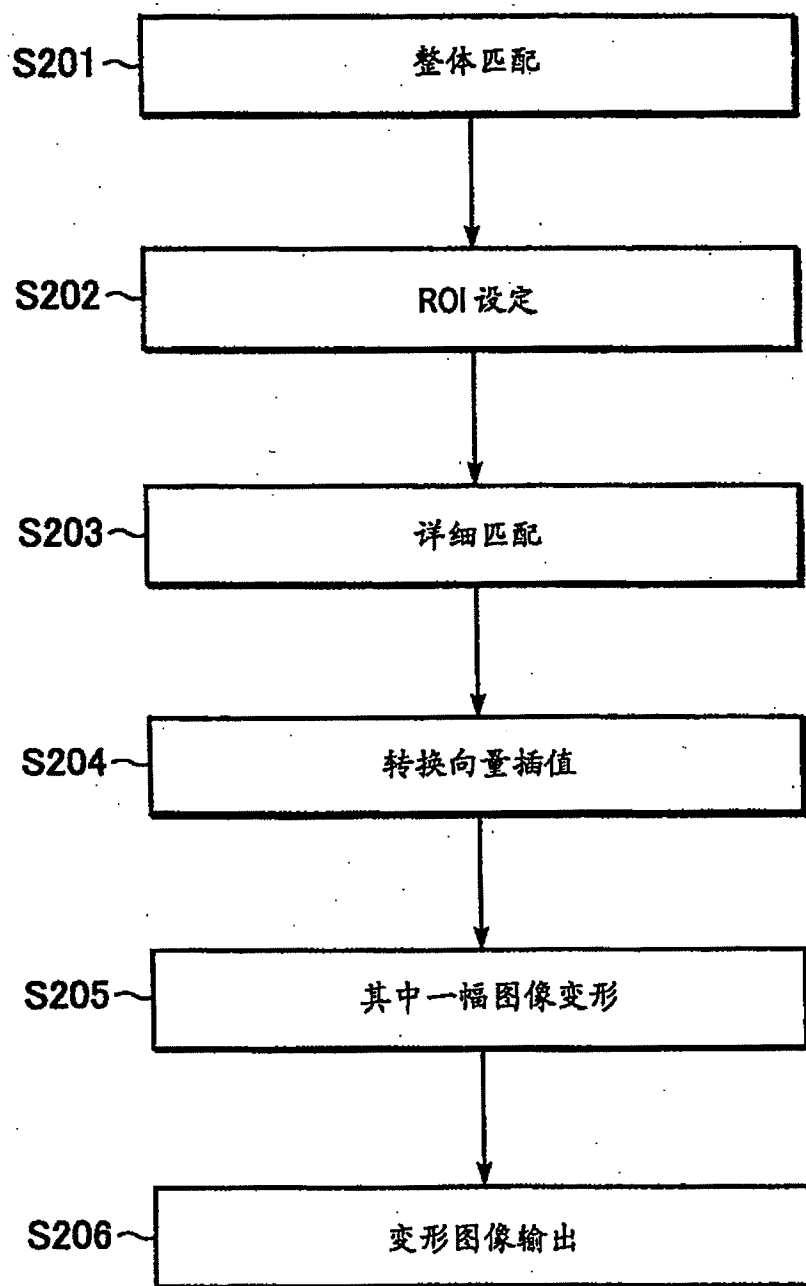 S201 整体匹配
S202 ROI 设定
S203 详细匹配
S204 转换向量插值
S205 其中一幅图像变形
S206 变形图像输出